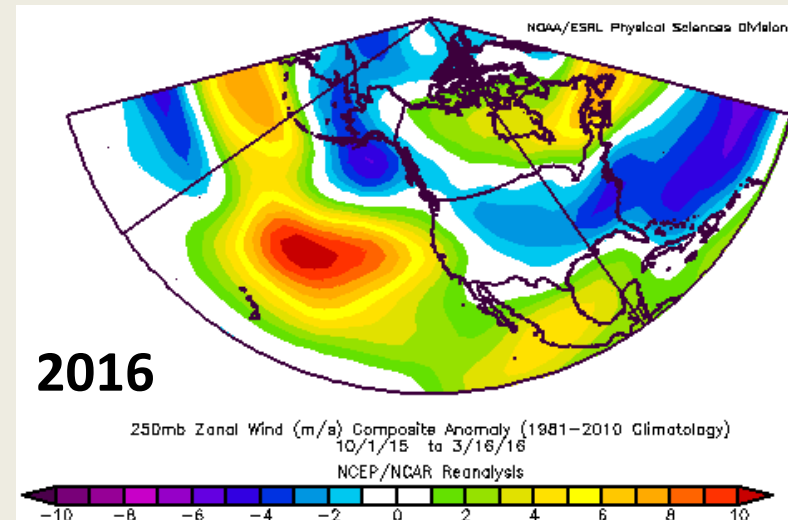 NOAA/ESRL Physical Sciences Division
2016
250mb Zonal Wind (m/s) Composite Anomaly (1981-2010 Climatology)
10/1/15 to 3/16/16
NCEP/NCAR Reanalysis
-10 -8 -6 -4 -2 0 2 4 6 8 10